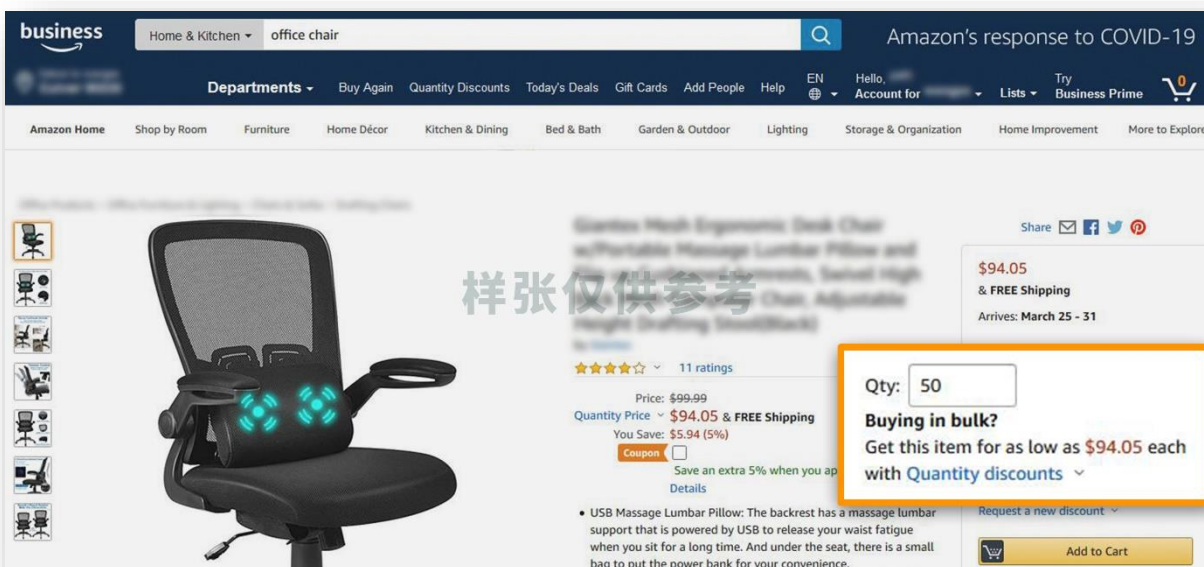 business
Home & Kitchen
office chair
Amazon's response to COVID-19
Departments
Buy Again
Quantity Discounts
Today's Deals
Gift Cards
Add People
Help
EN
Hello,
Account for
Lists
Try
Business Prime
0
Amazon Home
Shop by Room
Furniture
Home Décor
Kitchen & Dining
Bed & Bath
Garden & Outdoor
Lighting
Storage & Organization
Home Improvement
More to Explore
Share
样张仅供参考
11 ratings
Price: $99.99
Quantity Price $94.05 & FREE Shipping
You Save: $5.94 (5%)
Coupon
Save an extra 5% when you ap
Details
• USB Massage Lumbar Pillow: The backrest has a massage lumbar
support that is powered by USB to release your waist fatigue
when you sit for a long time. And under the seat, there is a small
bag to put the power bank for your convenience.
$94.05
& FREE Shipping
Arrives: March 25 - 31
Qty: 50
Buying in bulk?
Get this item for as low as $94.05 each
with Quantity discounts
Request a new discount
Add to Cart